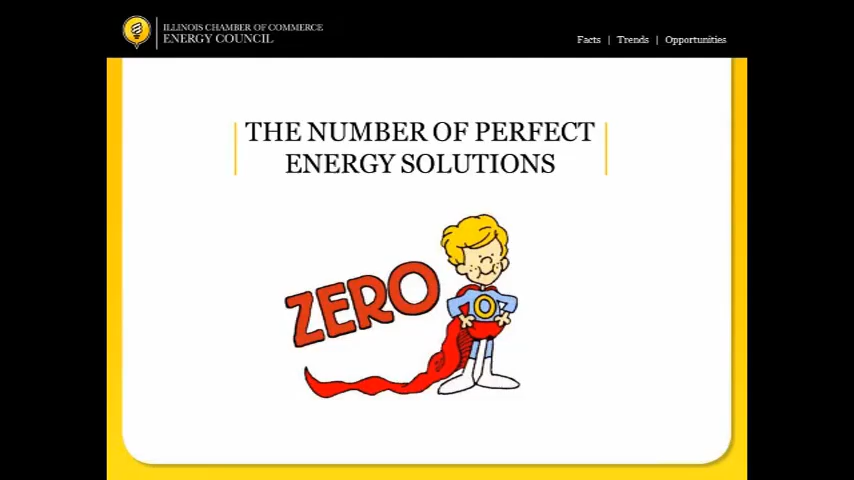 ILLINOIS CHAMBER OF COMMERCE
ENERGY COUNCIL
Facts | Trends | Opportunities
THE NUMBER OF PERFECT
ENERGY SOLUTIONS
ZERO
O